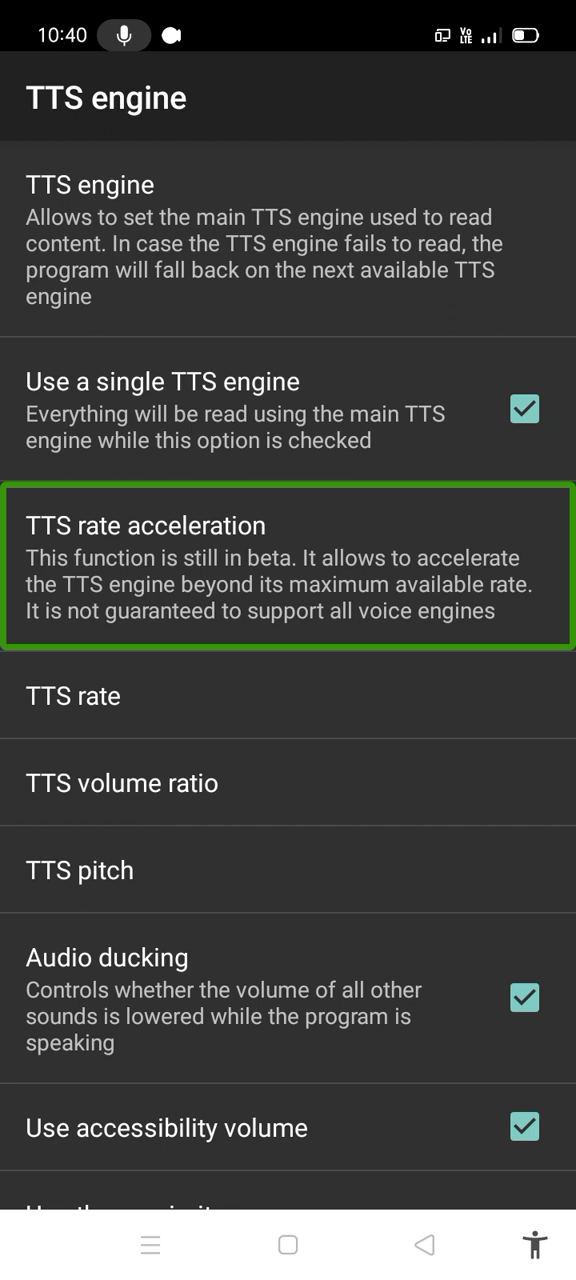 10:40
VO
LTE
TTS engine
TTS engine
Allows to set the main TTS engine used to read
content. In case the TTS engine fails to read, the
program will fall back on the next available TTS
engine
Use a single TTS engine
Everything will be read using the main TTS
engine while this option is checked
TTS rate acceleration
This function is still in beta. It allows to accelerate
the TTS engine beyond its maximum available rate.
It is not guaranteed to support all voice engines
TTS rate
TTS volume ratio
TTS pitch
Audio ducking
Controls whether the volume of all other
sounds is lowered while the program is
speaking
Use accessibility volume